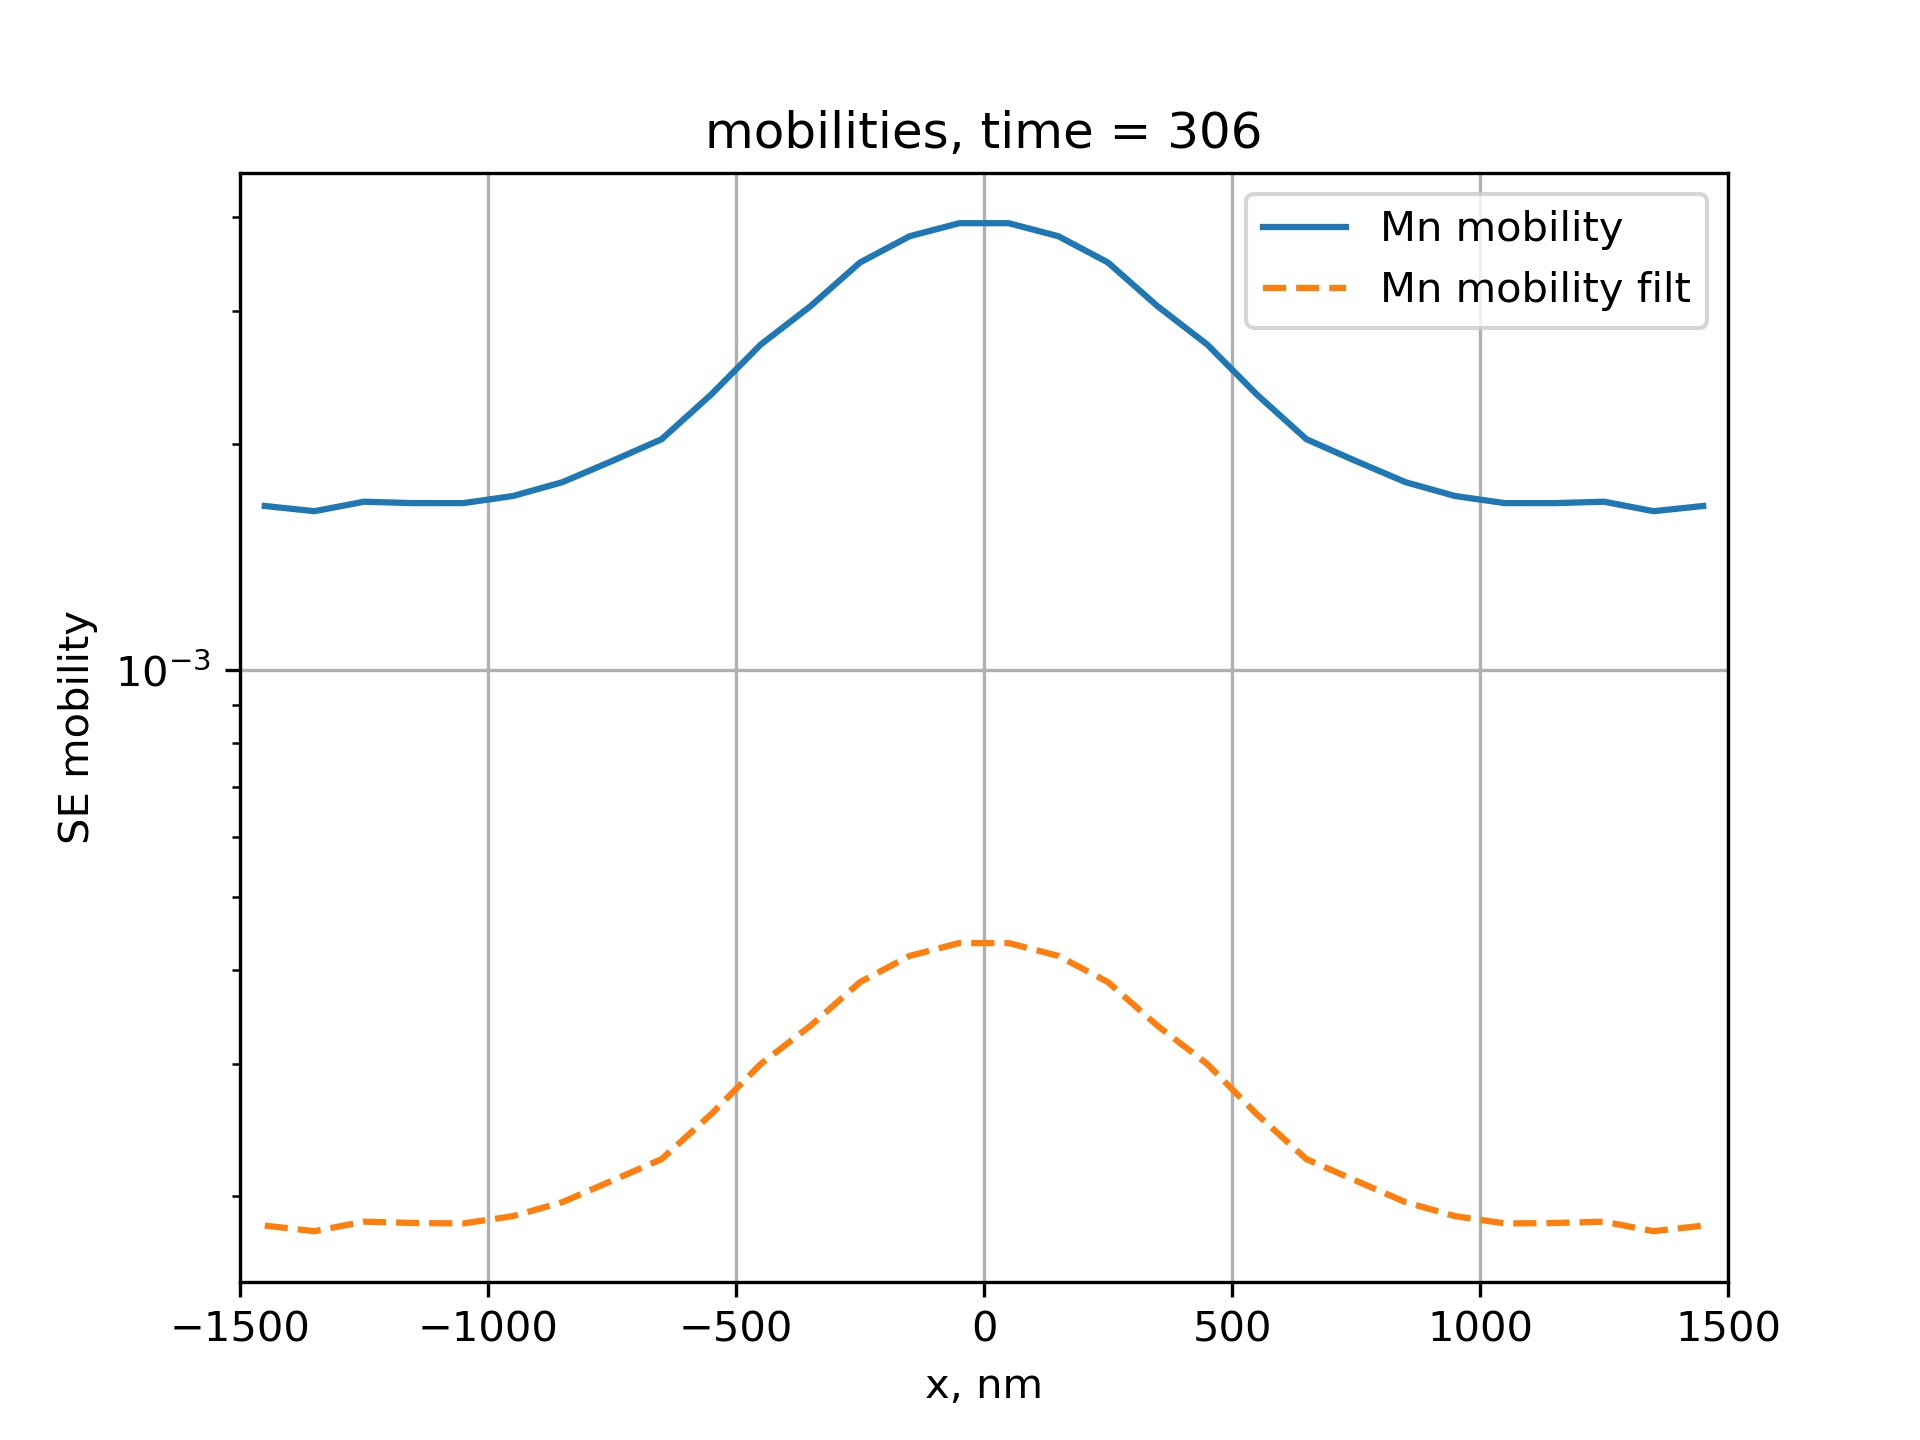 mobilities, time = 306
Mn mobility
Mn mobility filt
SE mobility
10⁻³
−1500 −1000 −500 0 500 1000 1500
x, nm